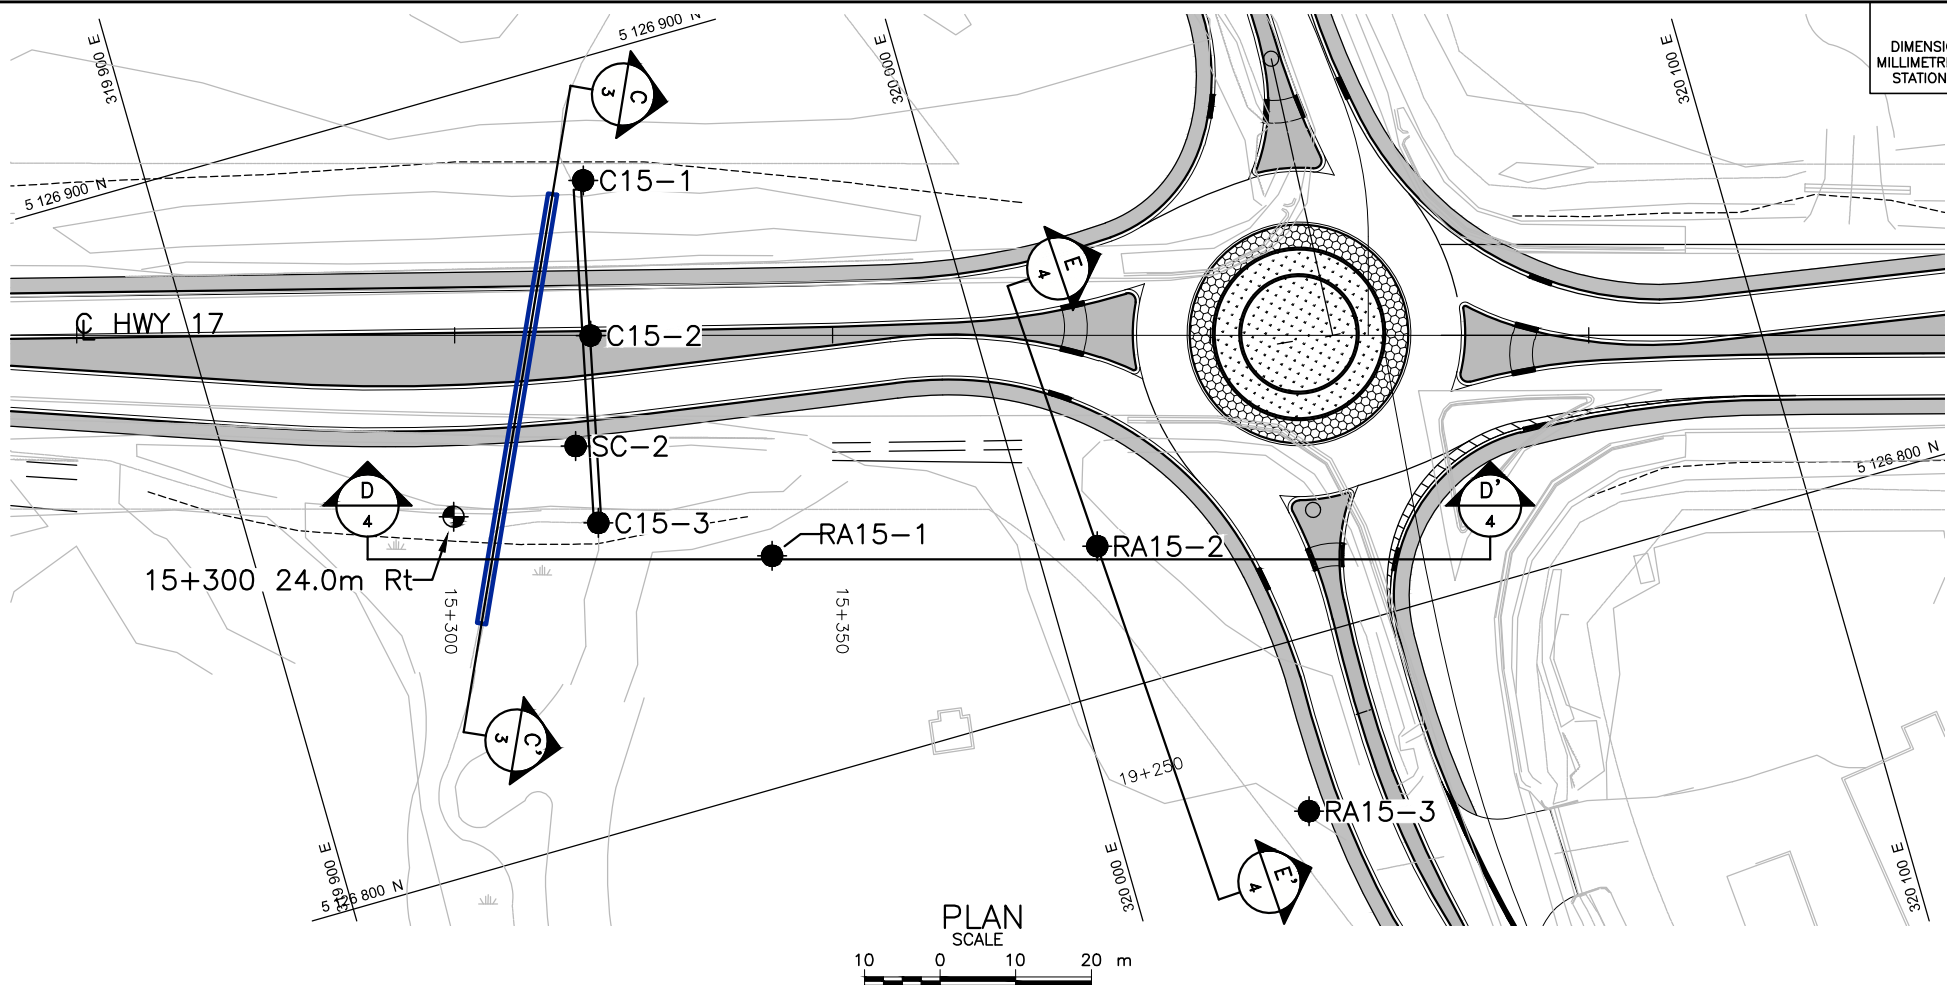 5 126 900 N
319 900 E
320 000 E
320 100 E
DIMENSI
MILLIMETR
STATION
C
3
C15-1
5 126 900 N
E
4
℄ HWY 17
C15-2
SC-2
5 126 800 N
D
4
D'
4
C15-3
RA15-1
RA15-2
15+300 24.0m Rt
15+300
15+350
C'
3
19+250
RA15-3
319 900 E
320 000 E
320 100 E
5 126 800 N
E'
4
PLAN
SCALE
10 0 10 20 m